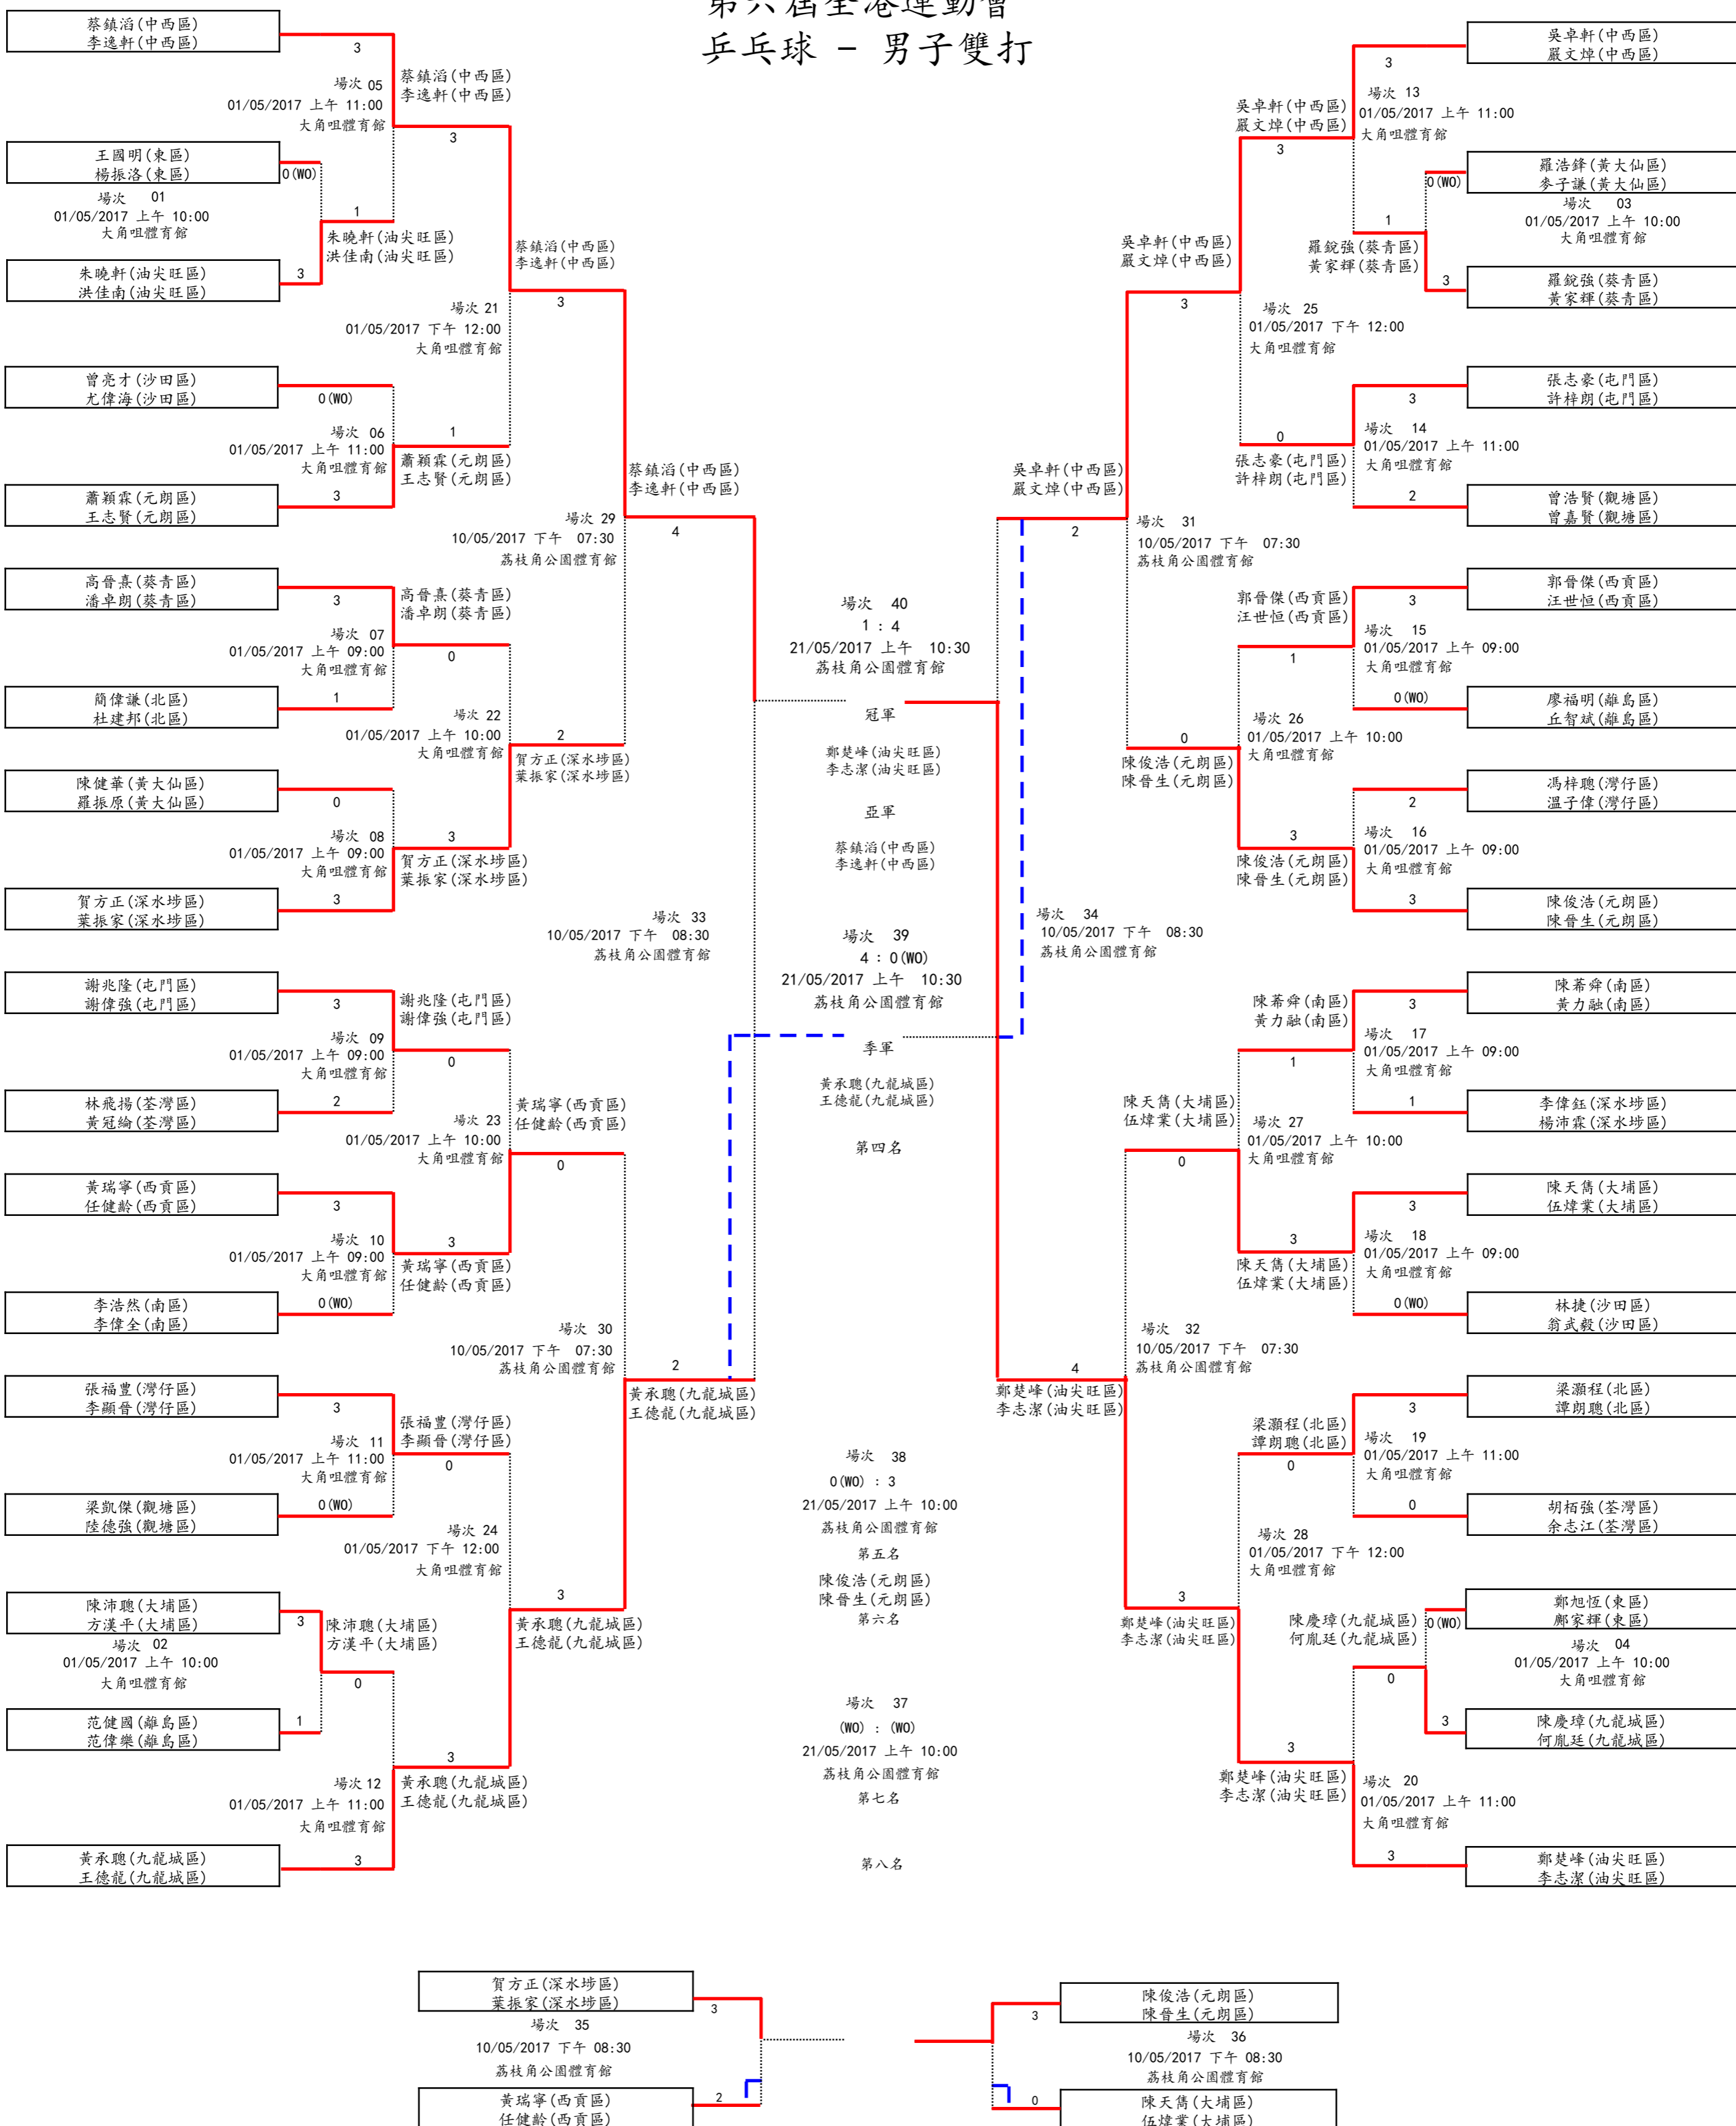 第六屆全港運動會
乒乓球 － 男子雙打
蔡鎮滔(中西區)
李逸軒(中西區)
3
場次 05
01/05/2017 上午 11:00
大角咀體育館
蔡鎮滔(中西區)
李逸軒(中西區)
3
王國明(東區)
楊振洛(東區)
0(WO)
場次 01
01/05/2017 上午 10:00
大角咀體育館
1
朱曉軒(油尖旺區)
洪佳南(油尖旺區)
朱曉軒(油尖旺區)
洪佳南(油尖旺區)
3
蔡鎮滔(中西區)
李逸軒(中西區)
3
場次 21
01/05/2017 下午 12:00
大角咀體育館
曾亮才(沙田區)
尤偉海(沙田區)
0(WO)
場次 06
01/05/2017 上午 11:00
大角咀體育館
1
蕭穎霖(元朗區)
王志賢(元朗區)
蕭穎霖(元朗區)
王志賢(元朗區)
3
蔡鎮滔(中西區)
李逸軒(中西區)
4
場次 29
10/05/2017 下午 07:30
荔枝角公園體育館
高晉熹(葵青區)
潘卓朗(葵青區)
3
場次 07
01/05/2017 上午 09:00
大角咀體育館
高晉熹(葵青區)
潘卓朗(葵青區)
0
簡偉謙(北區)
杜建邦(北區)
1
場次 22
01/05/2017 上午 10:00
大角咀體育館
2
賀方正(深水埗區)
葉振家(深水埗區)
陳健華(黃大仙區)
羅振原(黃大仙區)
0
場次 08
01/05/2017 上午 09:00
大角咀體育館
3
賀方正(深水埗區)
葉振家(深水埗區)
賀方正(深水埗區)
葉振家(深水埗區)
3
場次 33
10/05/2017 下午 08:30
荔枝角公園體育館
謝兆隆(屯門區)
謝偉強(屯門區)
3
場次 09
01/05/2017 上午 09:00
大角咀體育館
謝兆隆(屯門區)
謝偉強(屯門區)
0
林飛揚(荃灣區)
黃冠綸(荃灣區)
2
場次 23
01/05/2017 上午 10:00
大角咀體育館
黃瑞寧(西貢區)
任健齡(西貢區)
0
黃瑞寧(西貢區)
任健齡(西貢區)
3
場次 10
01/05/2017 上午 09:00
大角咀體育館
3
黃瑞寧(西貢區)
任健齡(西貢區)
李浩然(南區)
李偉全(南區)
0(WO)
場次 30
10/05/2017 下午 07:30
荔枝角公園體育館
2
黃承聰(九龍城區)
王德龍(九龍城區)
張福豊(灣仔區)
李顯晉(灣仔區)
3
場次 11
01/05/2017 上午 11:00
大角咀體育館
張福豊(灣仔區)
李顯晉(灣仔區)
0
梁凱傑(觀塘區)
陸德強(觀塘區)
0(WO)
場次 24
01/05/2017 下午 12:00
大角咀體育館
3
黃承聰(九龍城區)
王德龍(九龍城區)
陳沛聰(大埔區)
方漢平(大埔區)
3
場次 02
01/05/2017 上午 10:00
大角咀體育館
陳沛聰(大埔區)
方漢平(大埔區)
0
范健國(離島區)
范偉樂(離島區)
1
3
黃承聰(九龍城區)
王德龍(九龍城區)
場次 12
01/05/2017 上午 11:00
大角咀體育館
黃承聰(九龍城區)
王德龍(九龍城區)
3
場次 40
1 : 4
21/05/2017 上午 10:30
荔枝角公園體育館
冠軍
鄭楚峰(油尖旺區)
李志潔(油尖旺區)
亞軍
蔡鎮滔(中西區)
李逸軒(中西區)
場次 39
4 : 0(WO)
21/05/2017 上午 10:30
荔枝角公園體育館
季軍
黃承聰(九龍城區)
王德龍(九龍城區)
第四名
場次 38
0(WO) : 3
21/05/2017 上午 10:00
荔枝角公園體育館
第五名
陳俊浩(元朗區)
陳晉生(元朗區)
第六名
場次 37
(WO) : (WO)
21/05/2017 上午 10:00
荔枝角公園體育館
第七名
第八名
吳卓軒(中西區)
嚴文焯(中西區)
3
場次 13
01/05/2017 上午 11:00
大角咀體育館
吳卓軒(中西區)
嚴文焯(中西區)
3
羅浩鋒(黃大仙區)
麥子謙(黃大仙區)
0(WO)
場次 03
01/05/2017 上午 10:00
大角咀體育館
1
羅銳強(葵青區)
黃家輝(葵青區)
羅銳強(葵青區)
黃家輝(葵青區)
3
吳卓軒(中西區)
嚴文焯(中西區)
3
場次 25
01/05/2017 下午 12:00
大角咀體育館
張志豪(屯門區)
許梓朗(屯門區)
3
場次 14
01/05/2017 上午 11:00
大角咀體育館
0
張志豪(屯門區)
許梓朗(屯門區)
曾浩賢(觀塘區)
曾嘉賢(觀塘區)
2
吳卓軒(中西區)
嚴文焯(中西區)
2
場次 31
10/05/2017 下午 07:30
荔枝角公園體育館
郭晉傑(西貢區)
汪世恒(西貢區)
3
場次 15
01/05/2017 上午 09:00
大角咀體育館
郭晉傑(西貢區)
汪世恒(西貢區)
1
廖福明(離島區)
丘智斌(離島區)
0(WO)
場次 26
01/05/2017 上午 10:00
大角咀體育館
0
陳俊浩(元朗區)
陳晉生(元朗區)
馮梓聰(灣仔區)
溫子偉(灣仔區)
2
場次 16
01/05/2017 上午 09:00
大角咀體育館
3
陳俊浩(元朗區)
陳晉生(元朗區)
陳俊浩(元朗區)
陳晉生(元朗區)
3
場次 34
10/05/2017 下午 08:30
荔枝角公園體育館
陳希舜(南區)
黃力融(南區)
3
場次 17
01/05/2017 上午 09:00
大角咀體育館
陳希舜(南區)
黃力融(南區)
1
李偉鈺(深水埗區)
楊沛霖(深水埗區)
1
陳天雋(大埔區)
伍煒業(大埔區)
0
場次 27
01/05/2017 上午 10:00
大角咀體育館
陳天雋(大埔區)
伍煒業(大埔區)
3
場次 18
01/05/2017 上午 09:00
大角咀體育館
3
陳天雋(大埔區)
伍煒業(大埔區)
林捷(沙田區)
翁武毅(沙田區)
0(WO)
場次 32
10/05/2017 下午 07:30
荔枝角公園體育館
4
鄭楚峰(油尖旺區)
李志潔(油尖旺區)
梁灝程(北區)
譚朗聰(北區)
3
場次 19
01/05/2017 上午 11:00
大角咀體育館
梁灝程(北區)
譚朗聰(北區)
0
胡栢強(荃灣區)
余志江(荃灣區)
0
場次 28
01/05/2017 下午 12:00
大角咀體育館
3
鄭楚峰(油尖旺區)
李志潔(油尖旺區)
鄭旭恆(東區)
鄺家輝(東區)
0(WO)
場次 04
01/05/2017 上午 10:00
大角咀體育館
陳慶璋(九龍城區)
何胤廷(九龍城區)
0
陳慶璋(九龍城區)
何胤廷(九龍城區)
3
3
鄭楚峰(油尖旺區)
李志潔(油尖旺區)
場次 20
01/05/2017 上午 11:00
大角咀體育館
鄭楚峰(油尖旺區)
李志潔(油尖旺區)
3
賀方正(深水埗區)
葉振家(深水埗區)
3
場次 35
10/05/2017 下午 08:30
荔枝角公園體育館
黃瑞寧(西貢區)
任健齡(西貢區)
2
陳俊浩(元朗區)
陳晉生(元朗區)
3
場次 36
10/05/2017 下午 08:30
荔枝角公園體育館
陳天雋(大埔區)
伍煒業(大埔區)
0